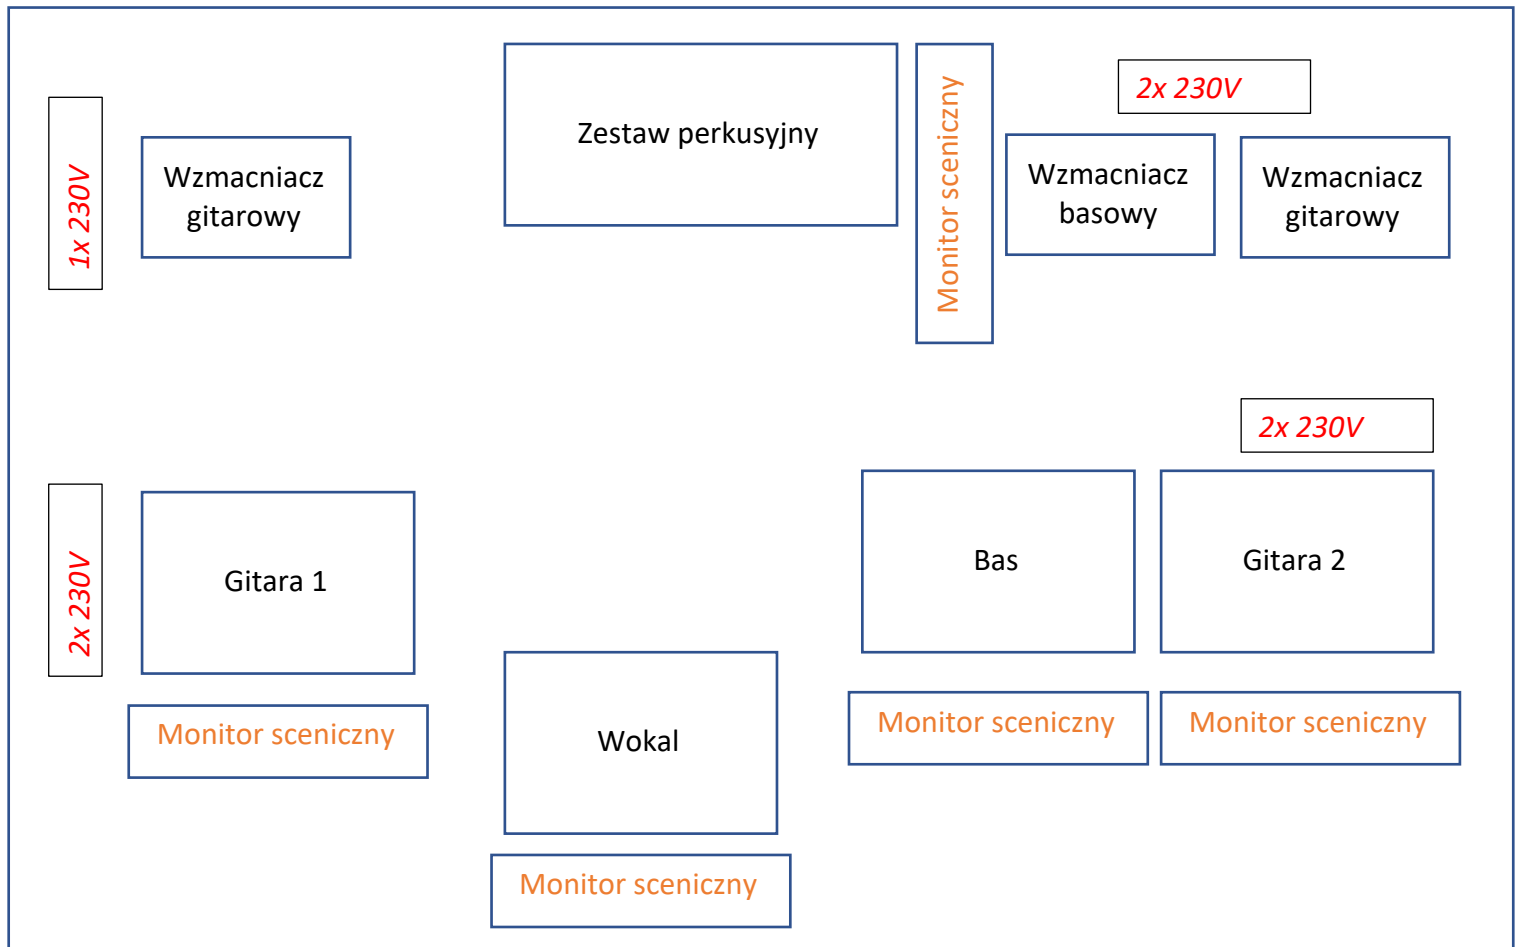 Zestaw perkusyjny
Monitor sceniczny
2x 230V
1x 230V
Wzmacniacz
gitarowy
Wzmacniacz
basowy
Wzmacniacz
gitarowy
2x 230V
2x 230V
Gitara 1
Bas
Gitara 2
Monitor sceniczny
Wokal
Monitor sceniczny
Monitor sceniczny
Monitor sceniczny